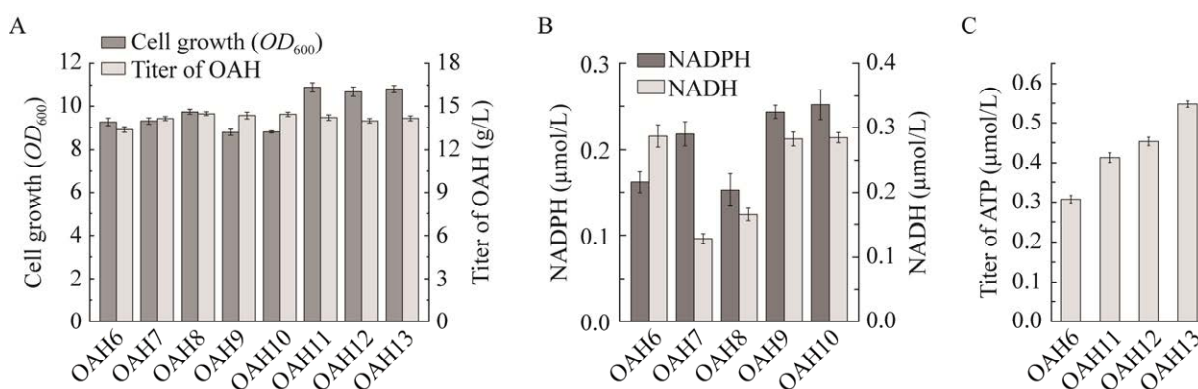 A
Cell growth (OD600)
Titer of OAH
Cell growth (OD600)
12
10
8
6
4
2
0
18
15
12
9
6
3
0
Titer of OAH (g/L)
OAH6
OAH7
OAH8
OAH9
OAH10
OAH11
OAH12
OAH13
B
NADPH
NADH
NADPH (μmol/L)
0.3
0.2
0.1
0.0
0.4
0.3
0.2
0.1
0.0
NADH (μmol/L)
OAH6
OAH7
OAH8
OAH9
OAH10
C
Titer of ATP (μmol/L)
0.6
0.5
0.4
0.3
0.2
0.1
0.0
OAH6
OAH11
OAH12
OAH13